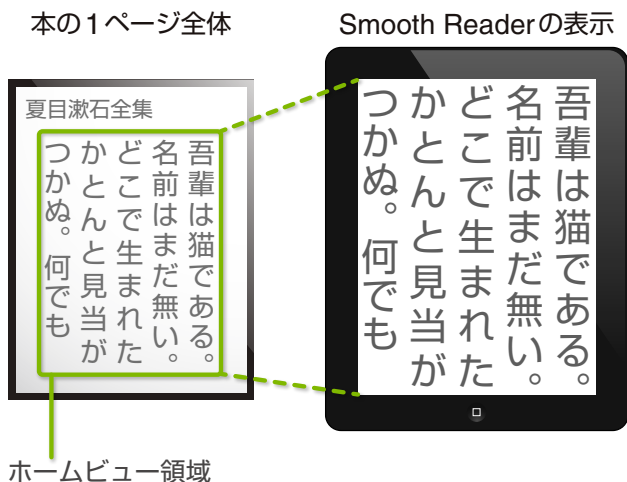 本の1ページ全体
夏目漱石全集
吾輩は猫である。
名前はまだ無い。
どこで生まれた
かとんと見当が
つかぬ。何でも
Smooth Readerの表示
吾輩は猫である。
名前はまだ無い。
どこで生まれた
かとんと見当が
つかぬ。何でも
ホームビュー領域